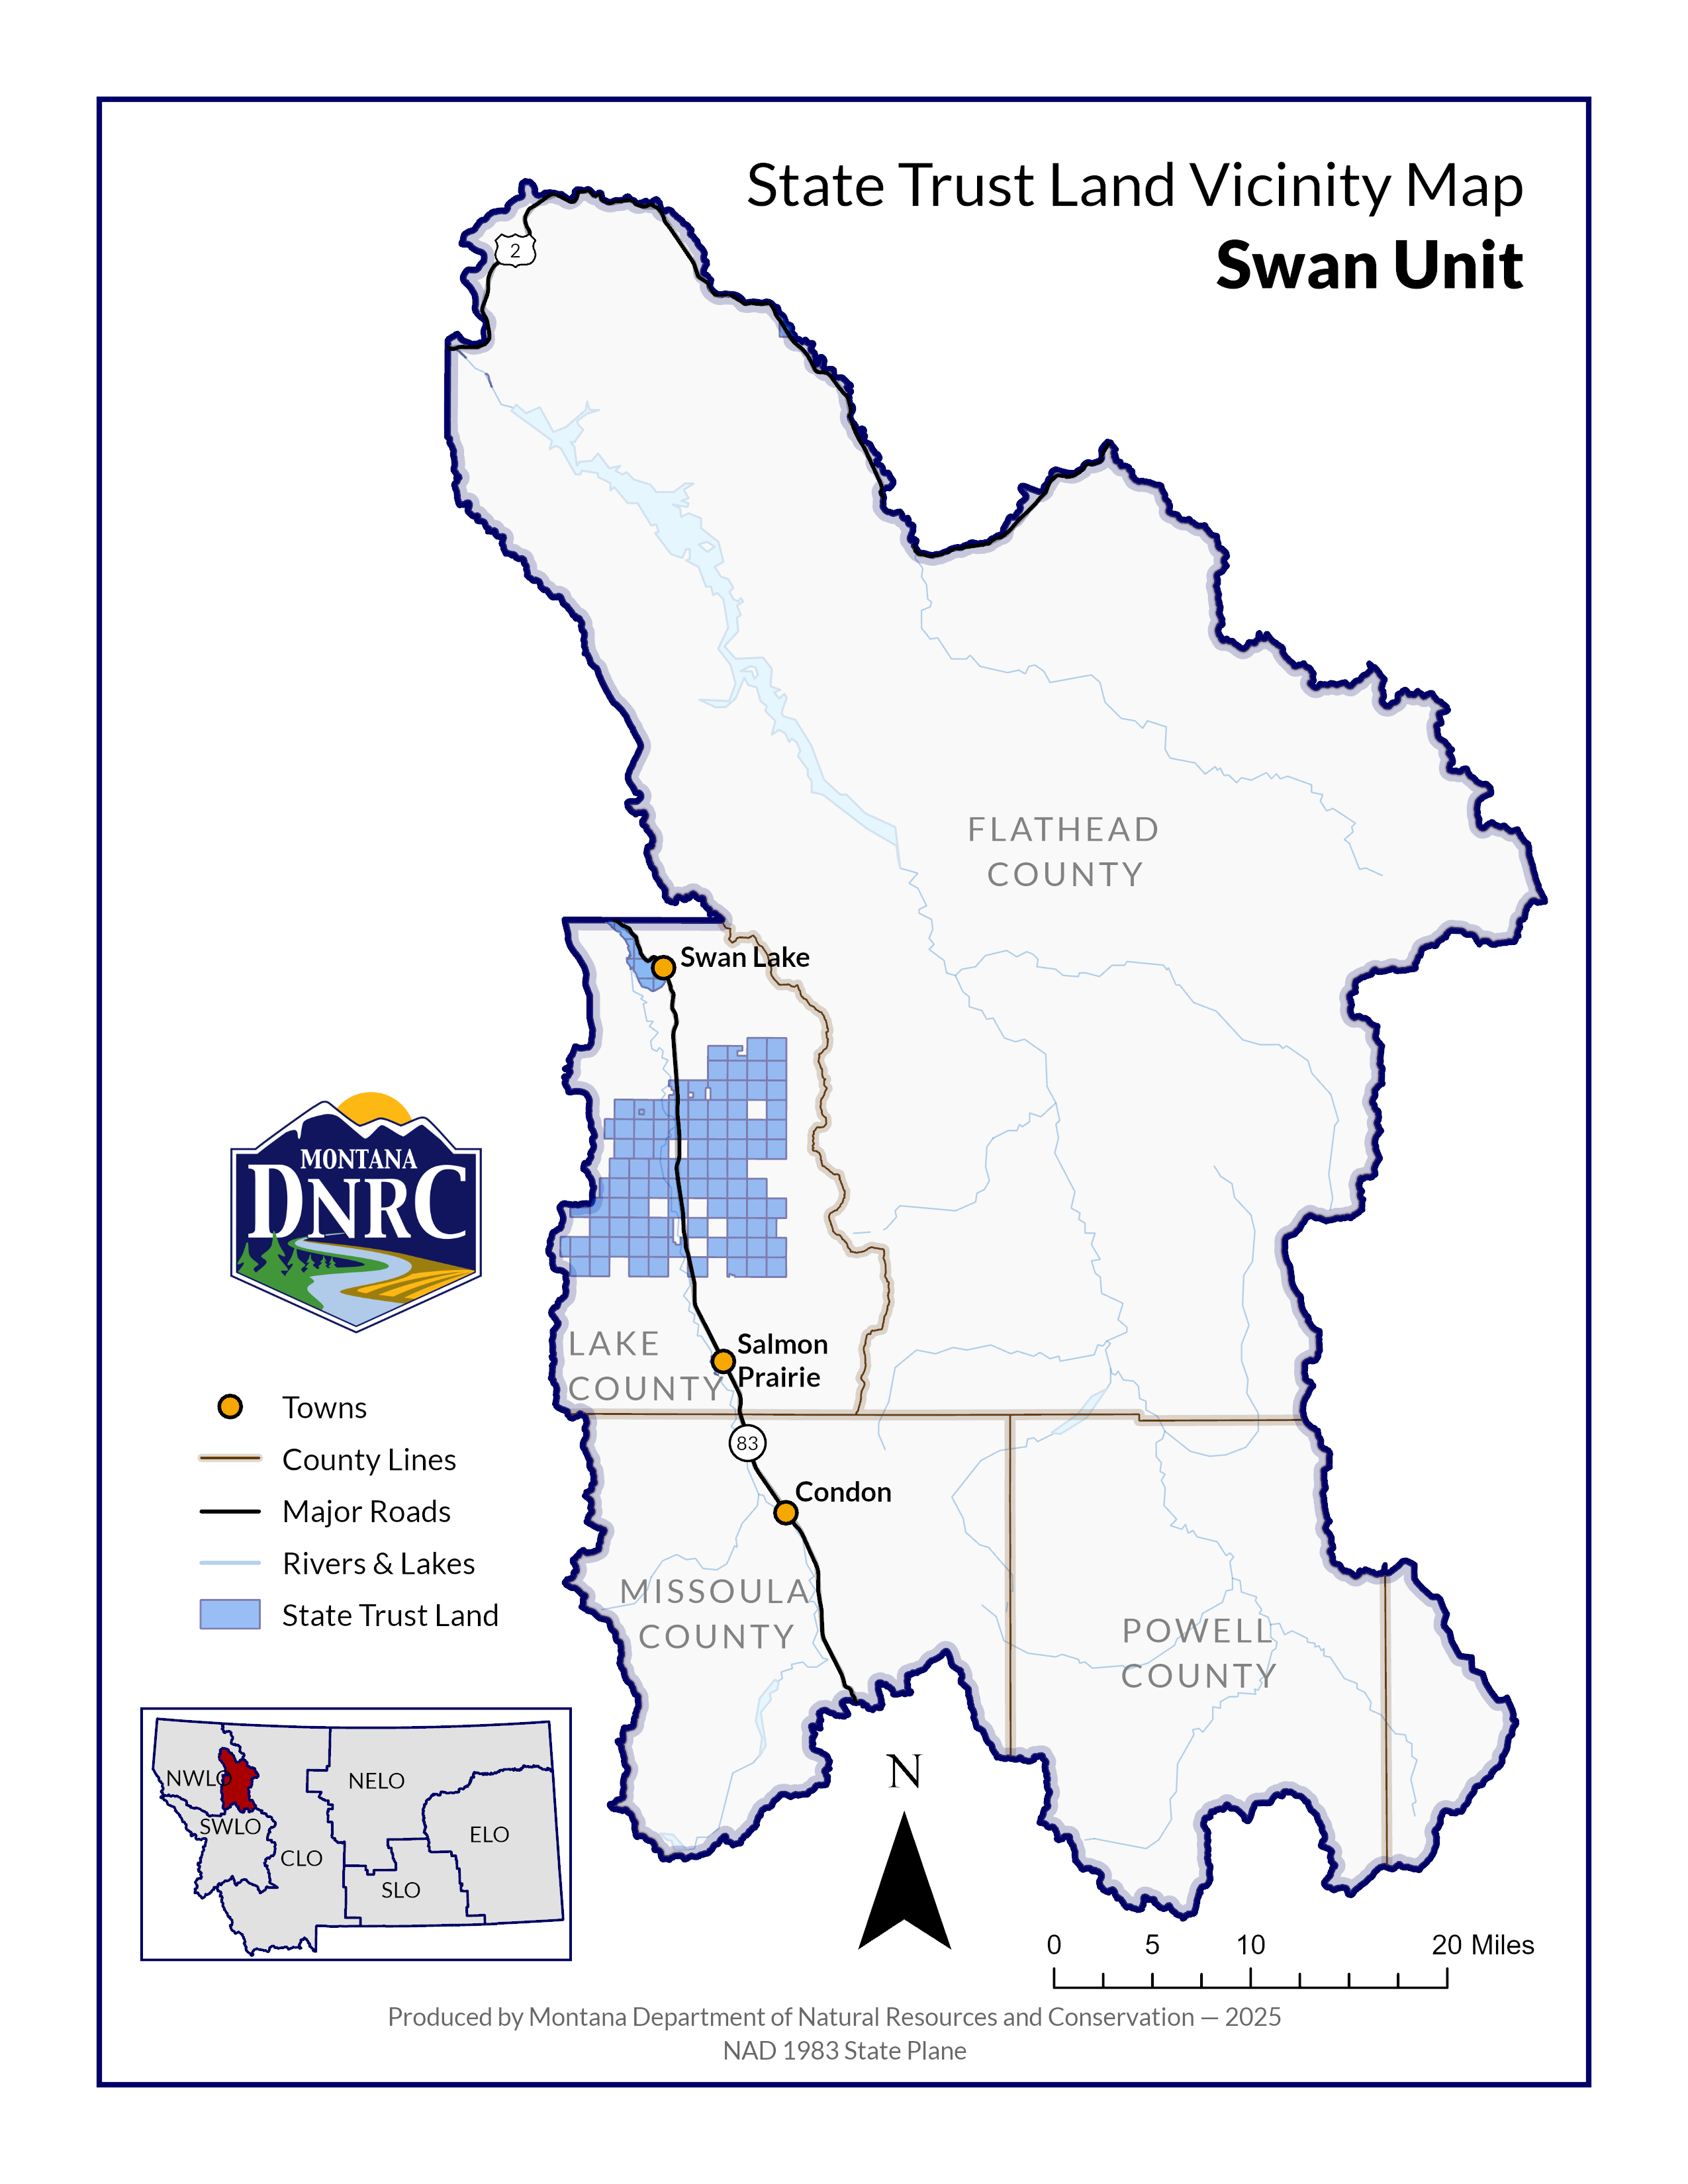 State Trust Land Vicinity Map
Swan Unit
2
FLATHEAD
COUNTY
Swan Lake
MONTANA
DNRC
LAKE
COUNTY
Salmon
Prairie
83
Condon
MISSOULA
COUNTY
POWELL
COUNTY
Towns
County Lines
Major Roads
Rivers & Lakes
State Trust Land
NWLO
NELO
SWLO
ELO
CLO
SLO
N
0 5 10 20 Miles
Produced by Montana Department of Natural Resources and Conservation — 2025
NAD 1983 State Plane